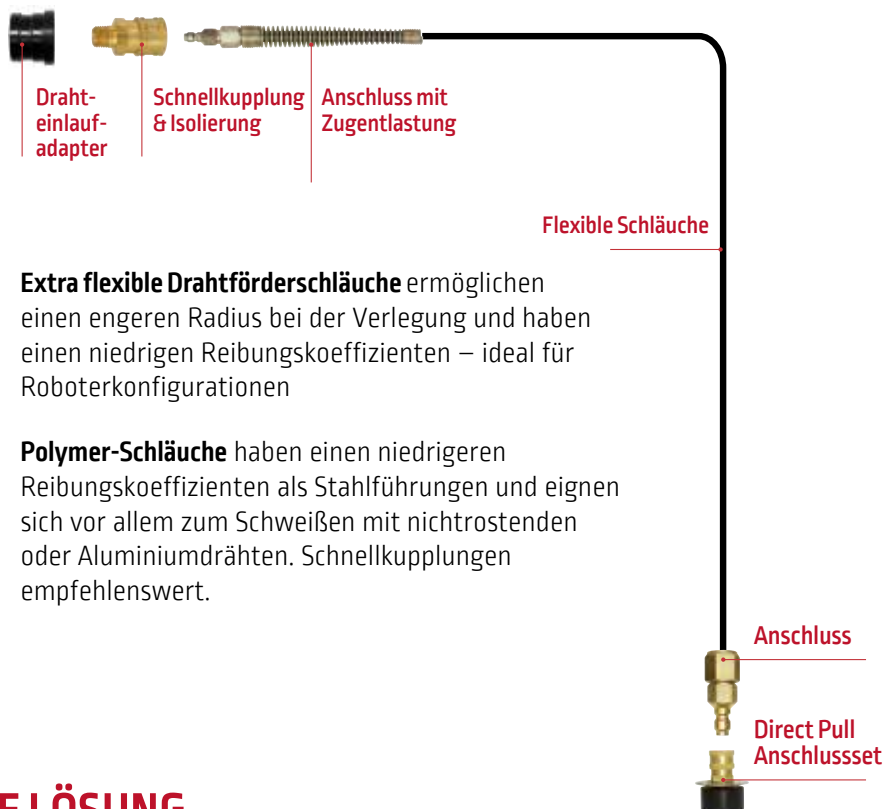 Draht-
einlauf-
adapter
Schnellkupplung
& Isolierung
Anschluss mit
Zugentlastung
Flexible Schläuche
Extra flexible Drahtförderschläuche ermöglichen
einen engeren Radius bei der Verlegung und haben
einen niedrigen Reibungskoeffizienten – ideal für
Roboterkonfigurationen
Polymer-Schläuche haben einen niedrigeren
Reibungskoeffizienten als Stahlführungen und eignen
sich vor allem zum Schweißen mit nichtrostenden
oder Aluminiumdrähten. Schnellkupplungen
empfehlenswert.
Anschluss
Direct Pull
Anschlussset
LÖSUNG